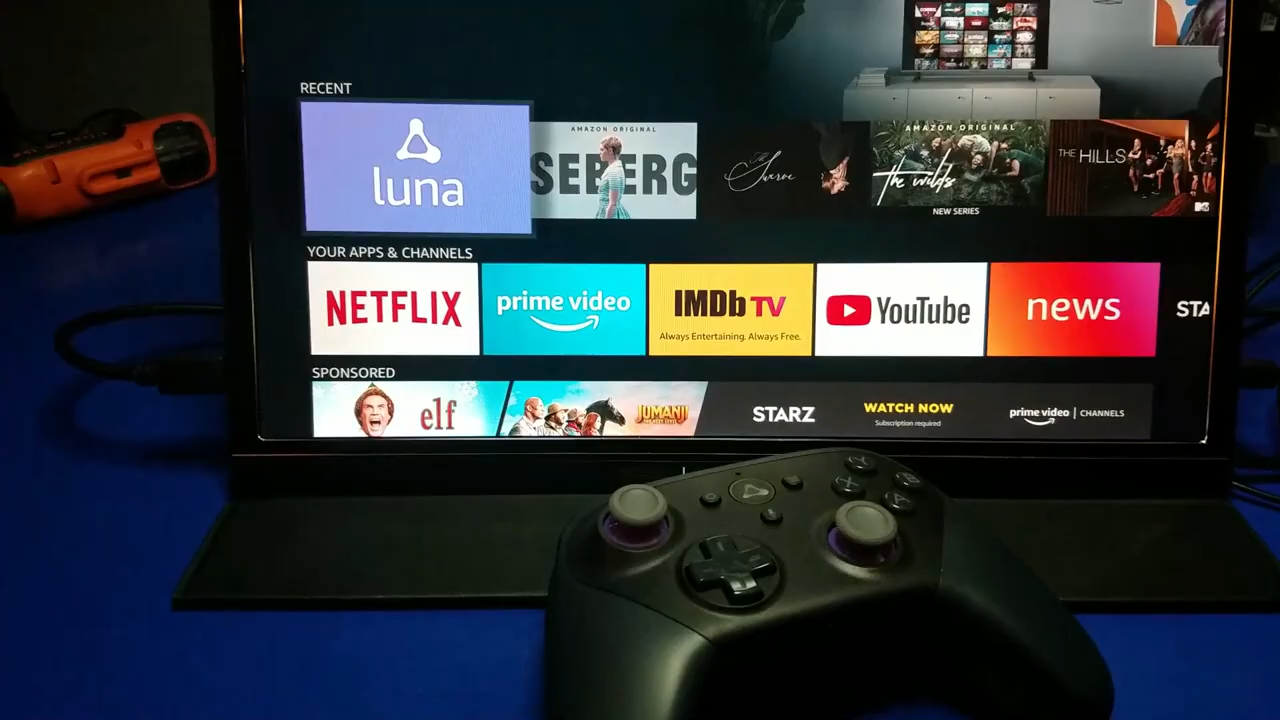 RECENT
luna
AMAZON ORIGINAL
SEBERG
AMAZON ORIGINAL
the wilds
NEW SERIES
THE HILLS
YOUR APPS & CHANNELS
NETFLIX
prime video
IMDb TV
Always Entertaining. Always Free.
YouTube
news
STA
SPONSORED
elf
JUMANJI
STARZ
WATCH NOW
Subscription required
prime video | CHANNELS